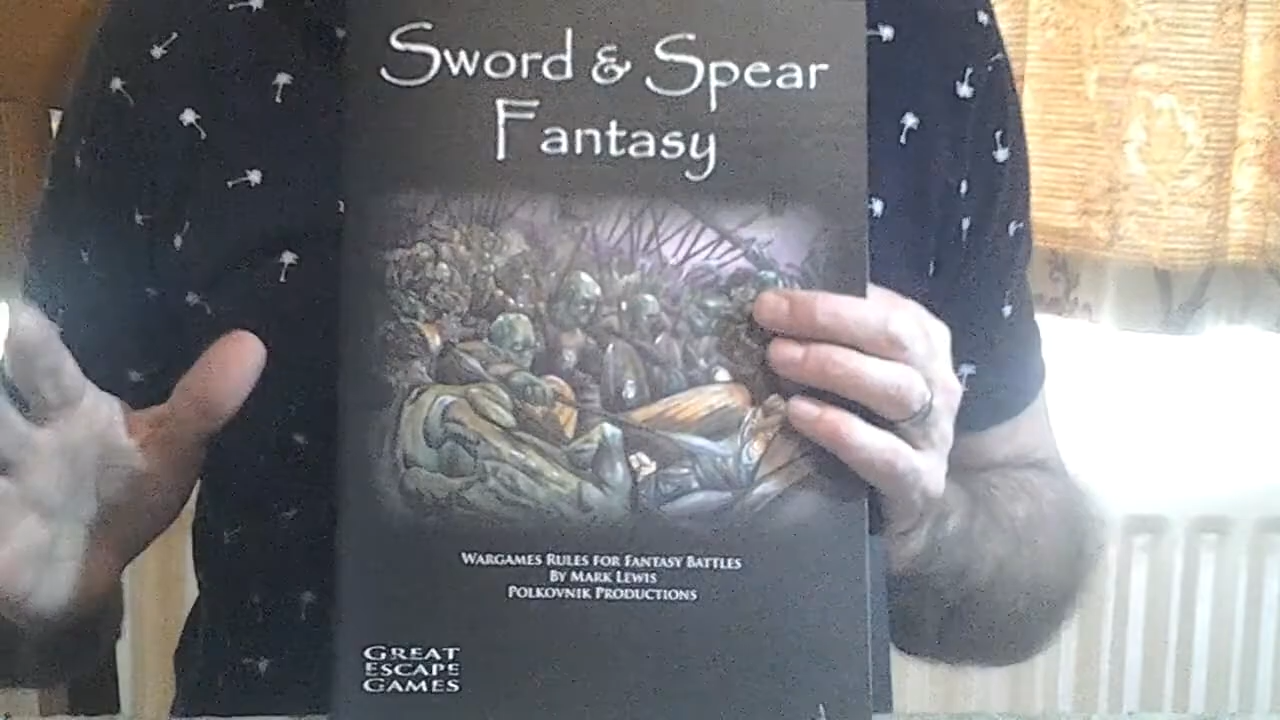 Sword & Spear
Fantasy
Wargames Rules for Fantasy Battles
By Mark Lewis
Polkovnik Productions
GREAT
ESCAPE
GAMES